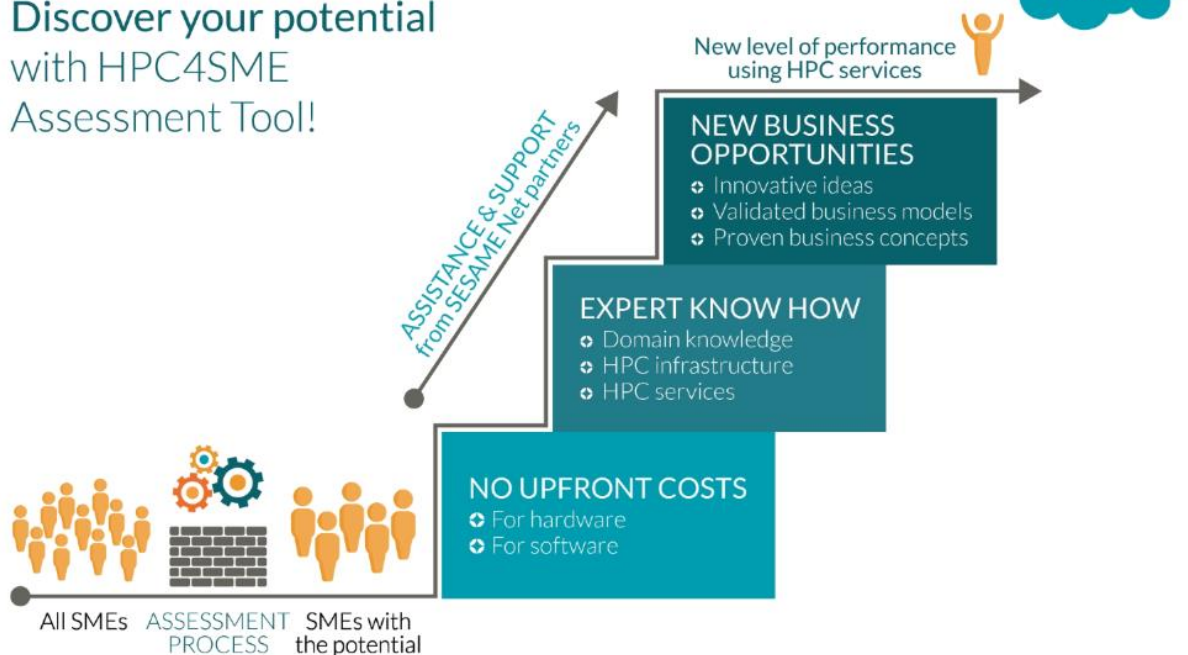 Discover your potential
with HPC4SME
Assessment Tool!
New level of performance
using HPC services
ASSISTANCE & SUPPORT
from SESAME Net partners
NEW BUSINESS
OPPORTUNITIES
Innovative ideas
Validated business models
Proven business concepts
EXPERT KNOW HOW
Domain knowledge
HPC infrastructure
HPC services
NO UPFRONT COSTS
For hardware
For software
All SMEs
ASSESSMENT
PROCESS
SMEs with
the potential